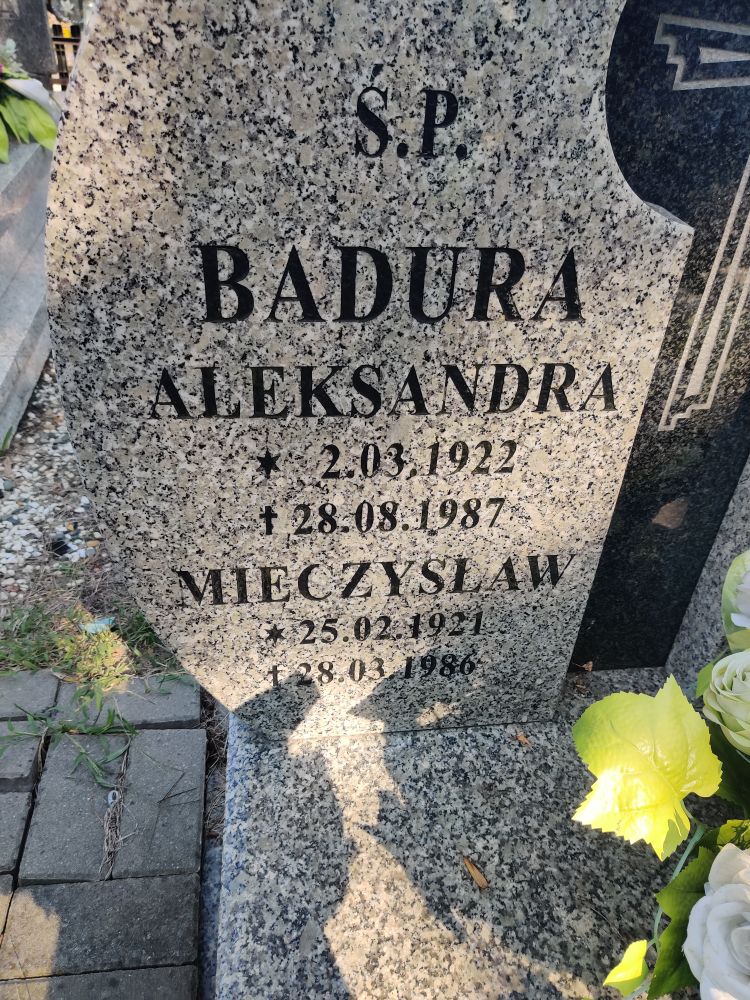 Ś.P.
BADURA
ALEKSANDRA
★ 2.03.1922
✝ 28.08.1987
MIECZYSŁAW
★ 25.02.1921
✝ 28.03.1986